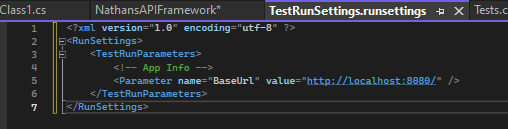 Class1.cs NathansAPIFramework* TestRunSettings.runsettings Tests.c
1 <?xml version="1.0" encoding="utf-8" ?>
2 <RunSettings>
3 <TestRunParameters>
4 <!-- App Info -->
5 <Parameter name="BaseUrl" value="http://localhost:8080/" />
6 </TestRunParameters>
7 </RunSettings>